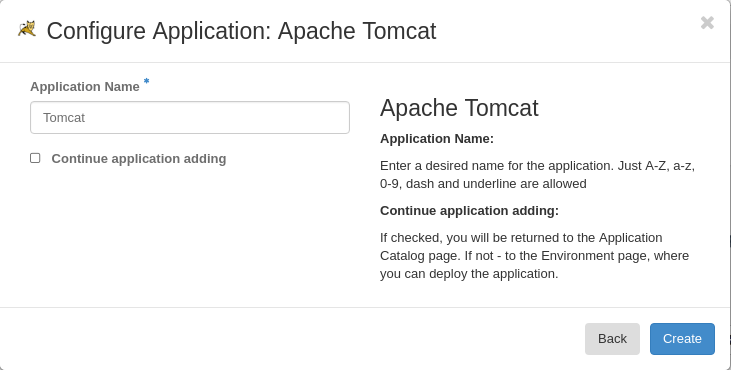 Configure Application: Apache Tomcat
Application Name *
Tomcat
Continue application adding
Apache Tomcat
Application Name:
Enter a desired name for the application. Just A-Z, a-z,
0-9, dash and underline are allowed
Continue application adding:
If checked, you will be returned to the Application
Catalog page. If not - to the Environment page, where
you can deploy the application.
Back
Create